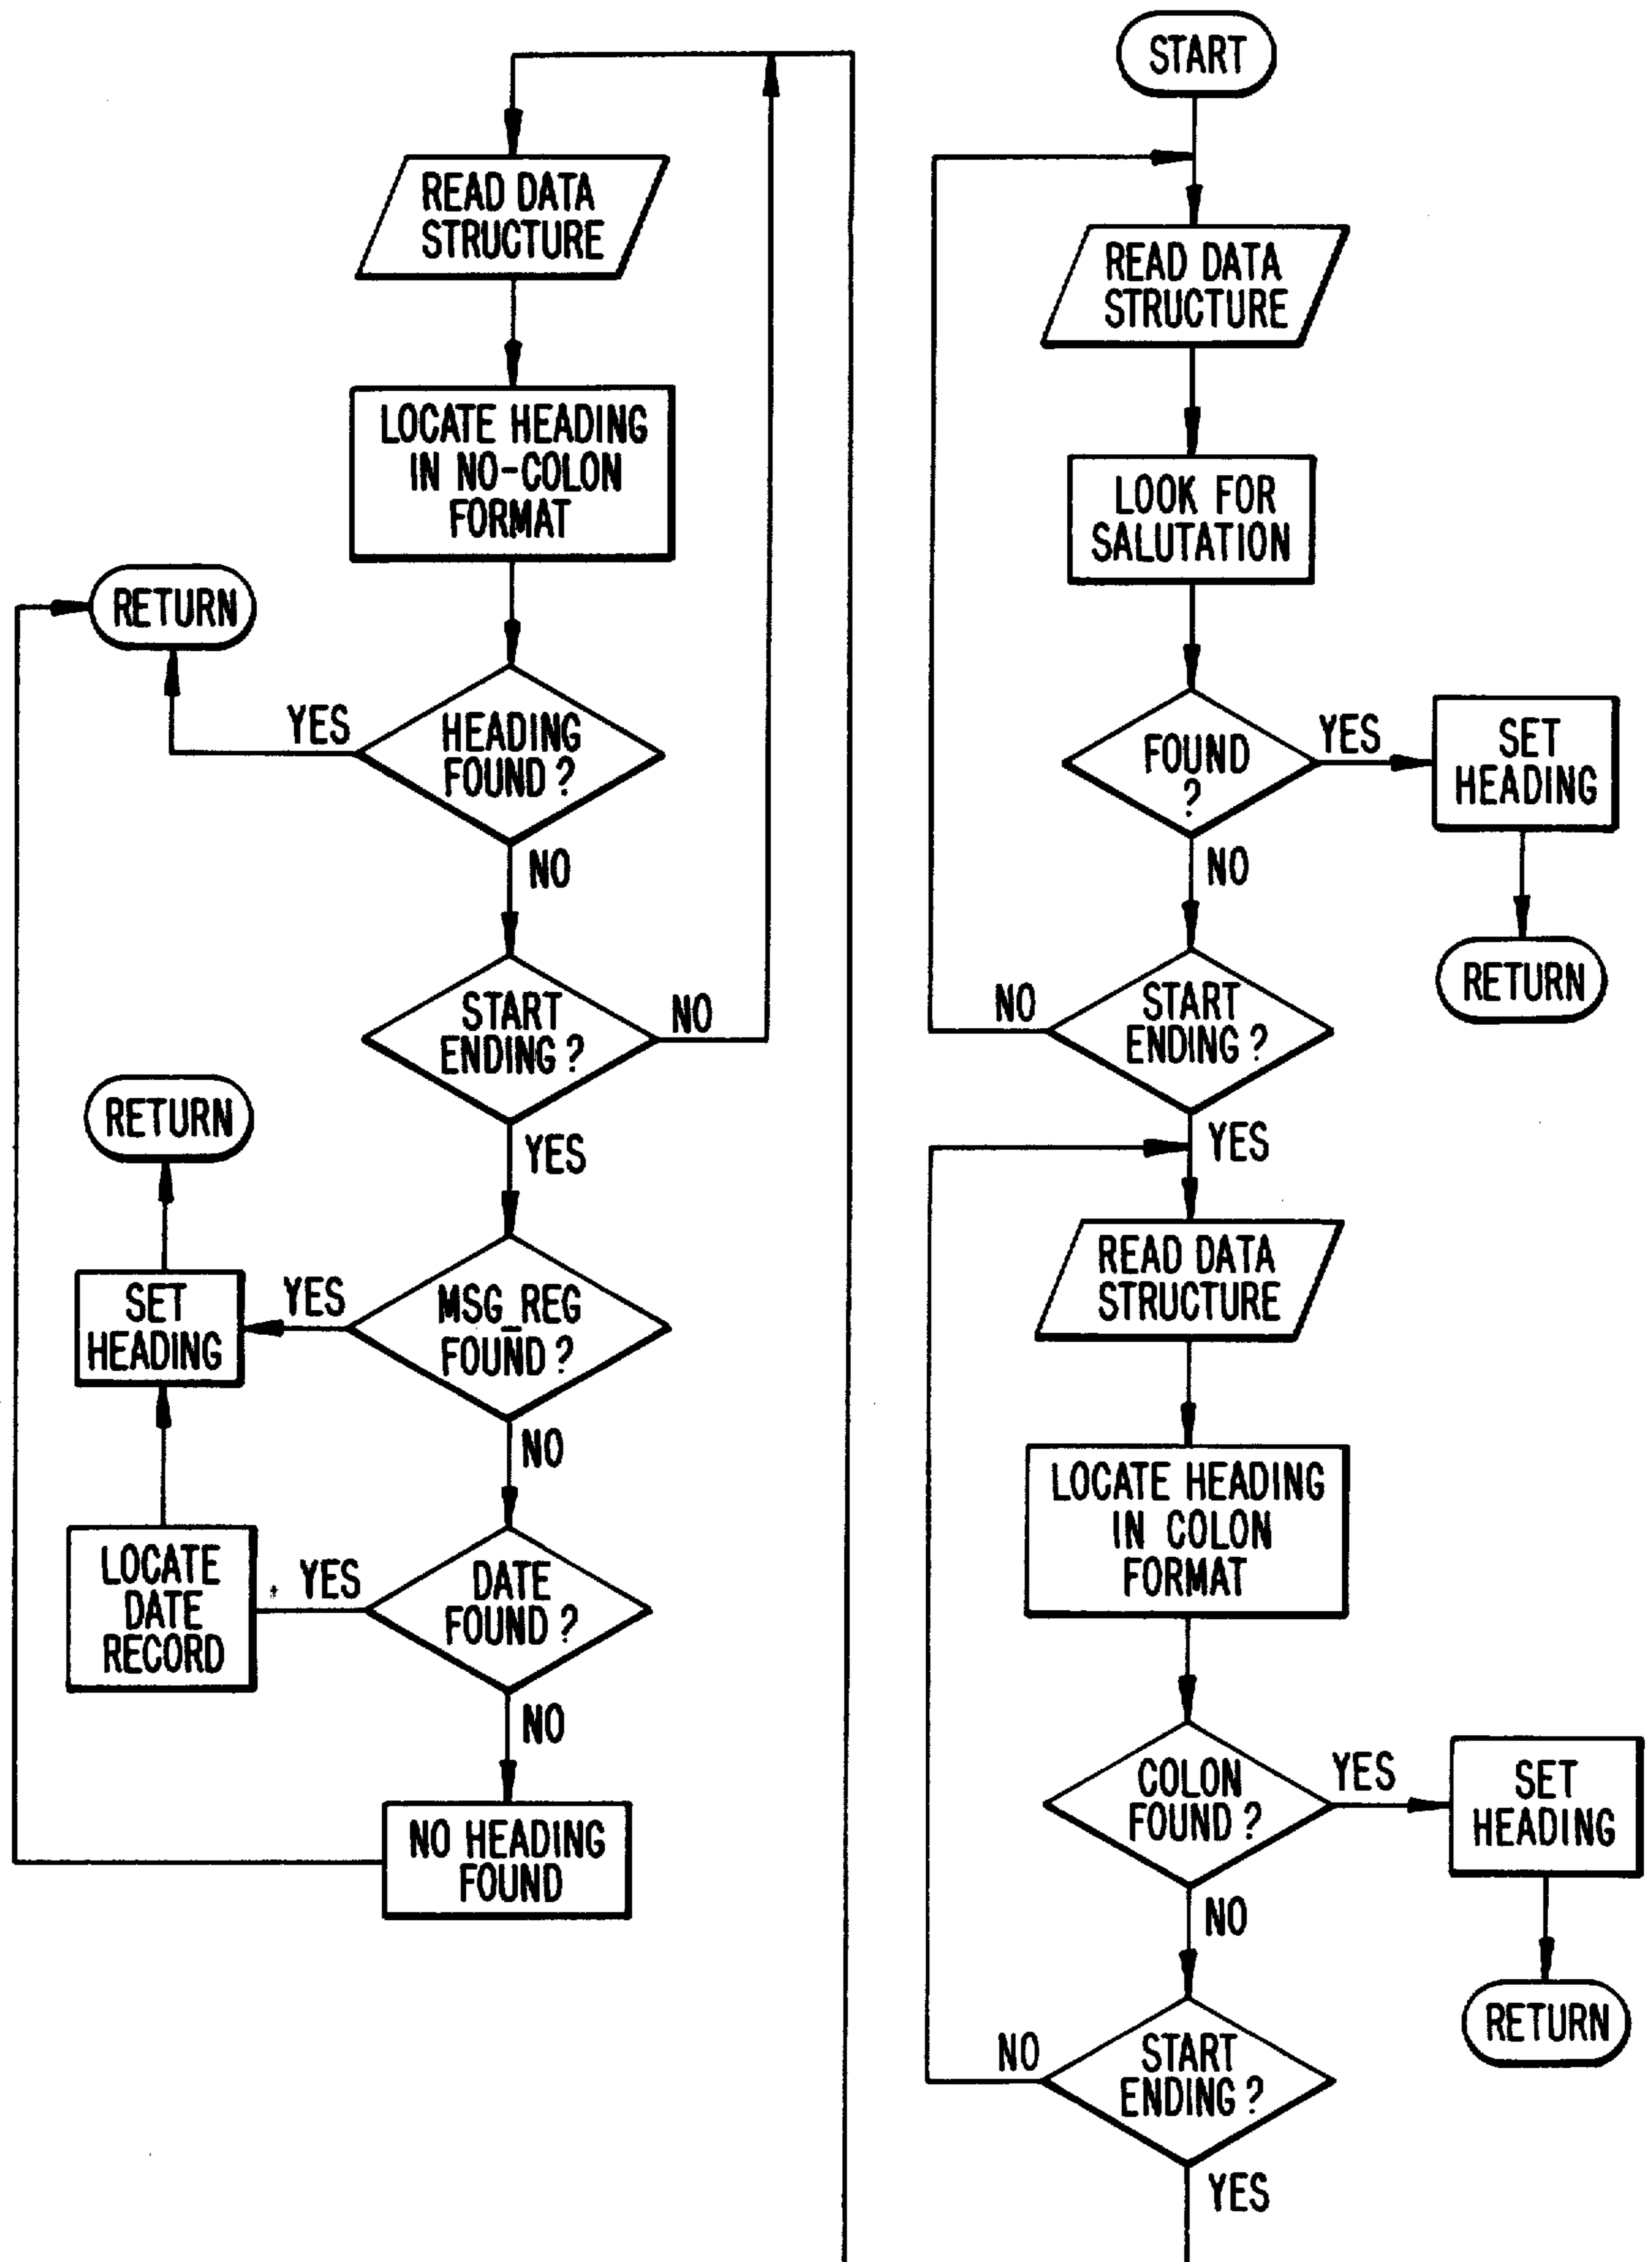 START
READ DATA
STRUCTURE
LOOK FOR
SALUTATION
FOUND
?
YES
SET
HEADING
RETURN
NO
START
ENDING ?
NO
YES
READ DATA
STRUCTURE
LOCATE HEADING
IN COLON
FORMAT
COLON
FOUND ?
YES
SET
HEADING
RETURN
NO
START
ENDING ?
NO
YES
READ DATA
STRUCTURE
LOCATE HEADING
IN NO-COLON
FORMAT
HEADING
FOUND ?
YES
RETURN
NO
START
ENDING ?
NO
YES
MSG_REG
FOUND ?
YES
SET
HEADING
RETURN
NO
DATE
FOUND ?
YES
LOCATE
DATE
RECORD
NO
NO HEADING
FOUND